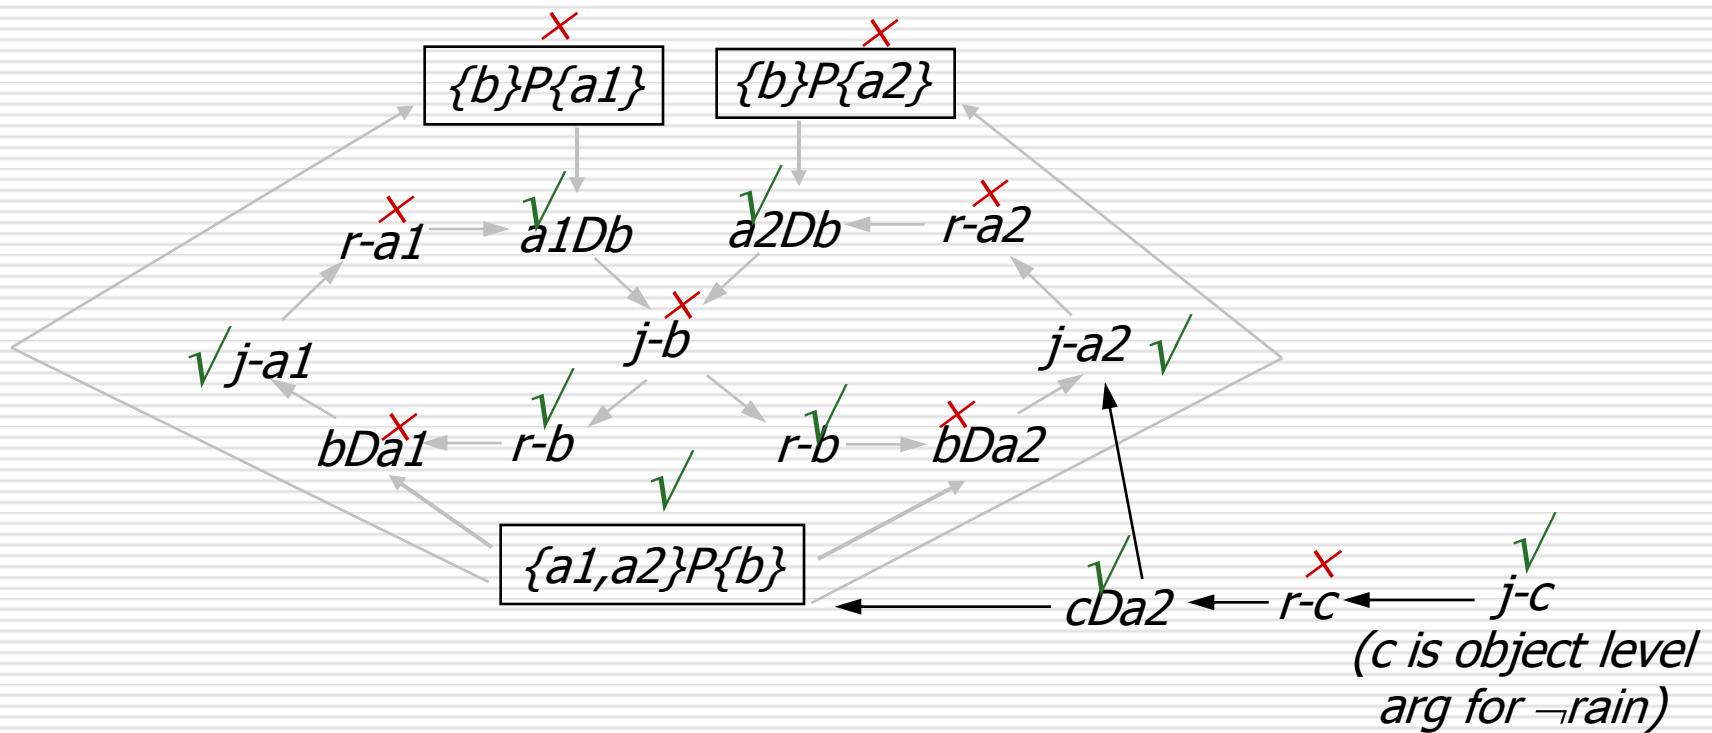 {b}P{a1}
{b}P{a2}
r-a1
a1Db
a2Db
r-a2
j-b
j-a1
j-a2
bDa1
r-b
r-b
bDa2
{a1,a2}P{b}
cDa2
r-c
j-c
(c is object level
arg for ¬rain)